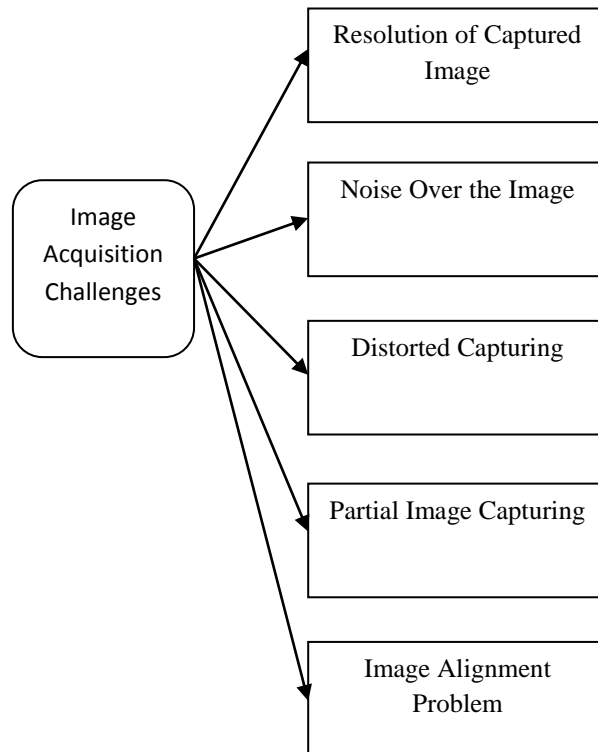 Resolution of Captured
Image
Noise Over the Image
Image
Acquisition
Challenges
Distorted Capturing
Partial Image Capturing
Image Alignment
Problem